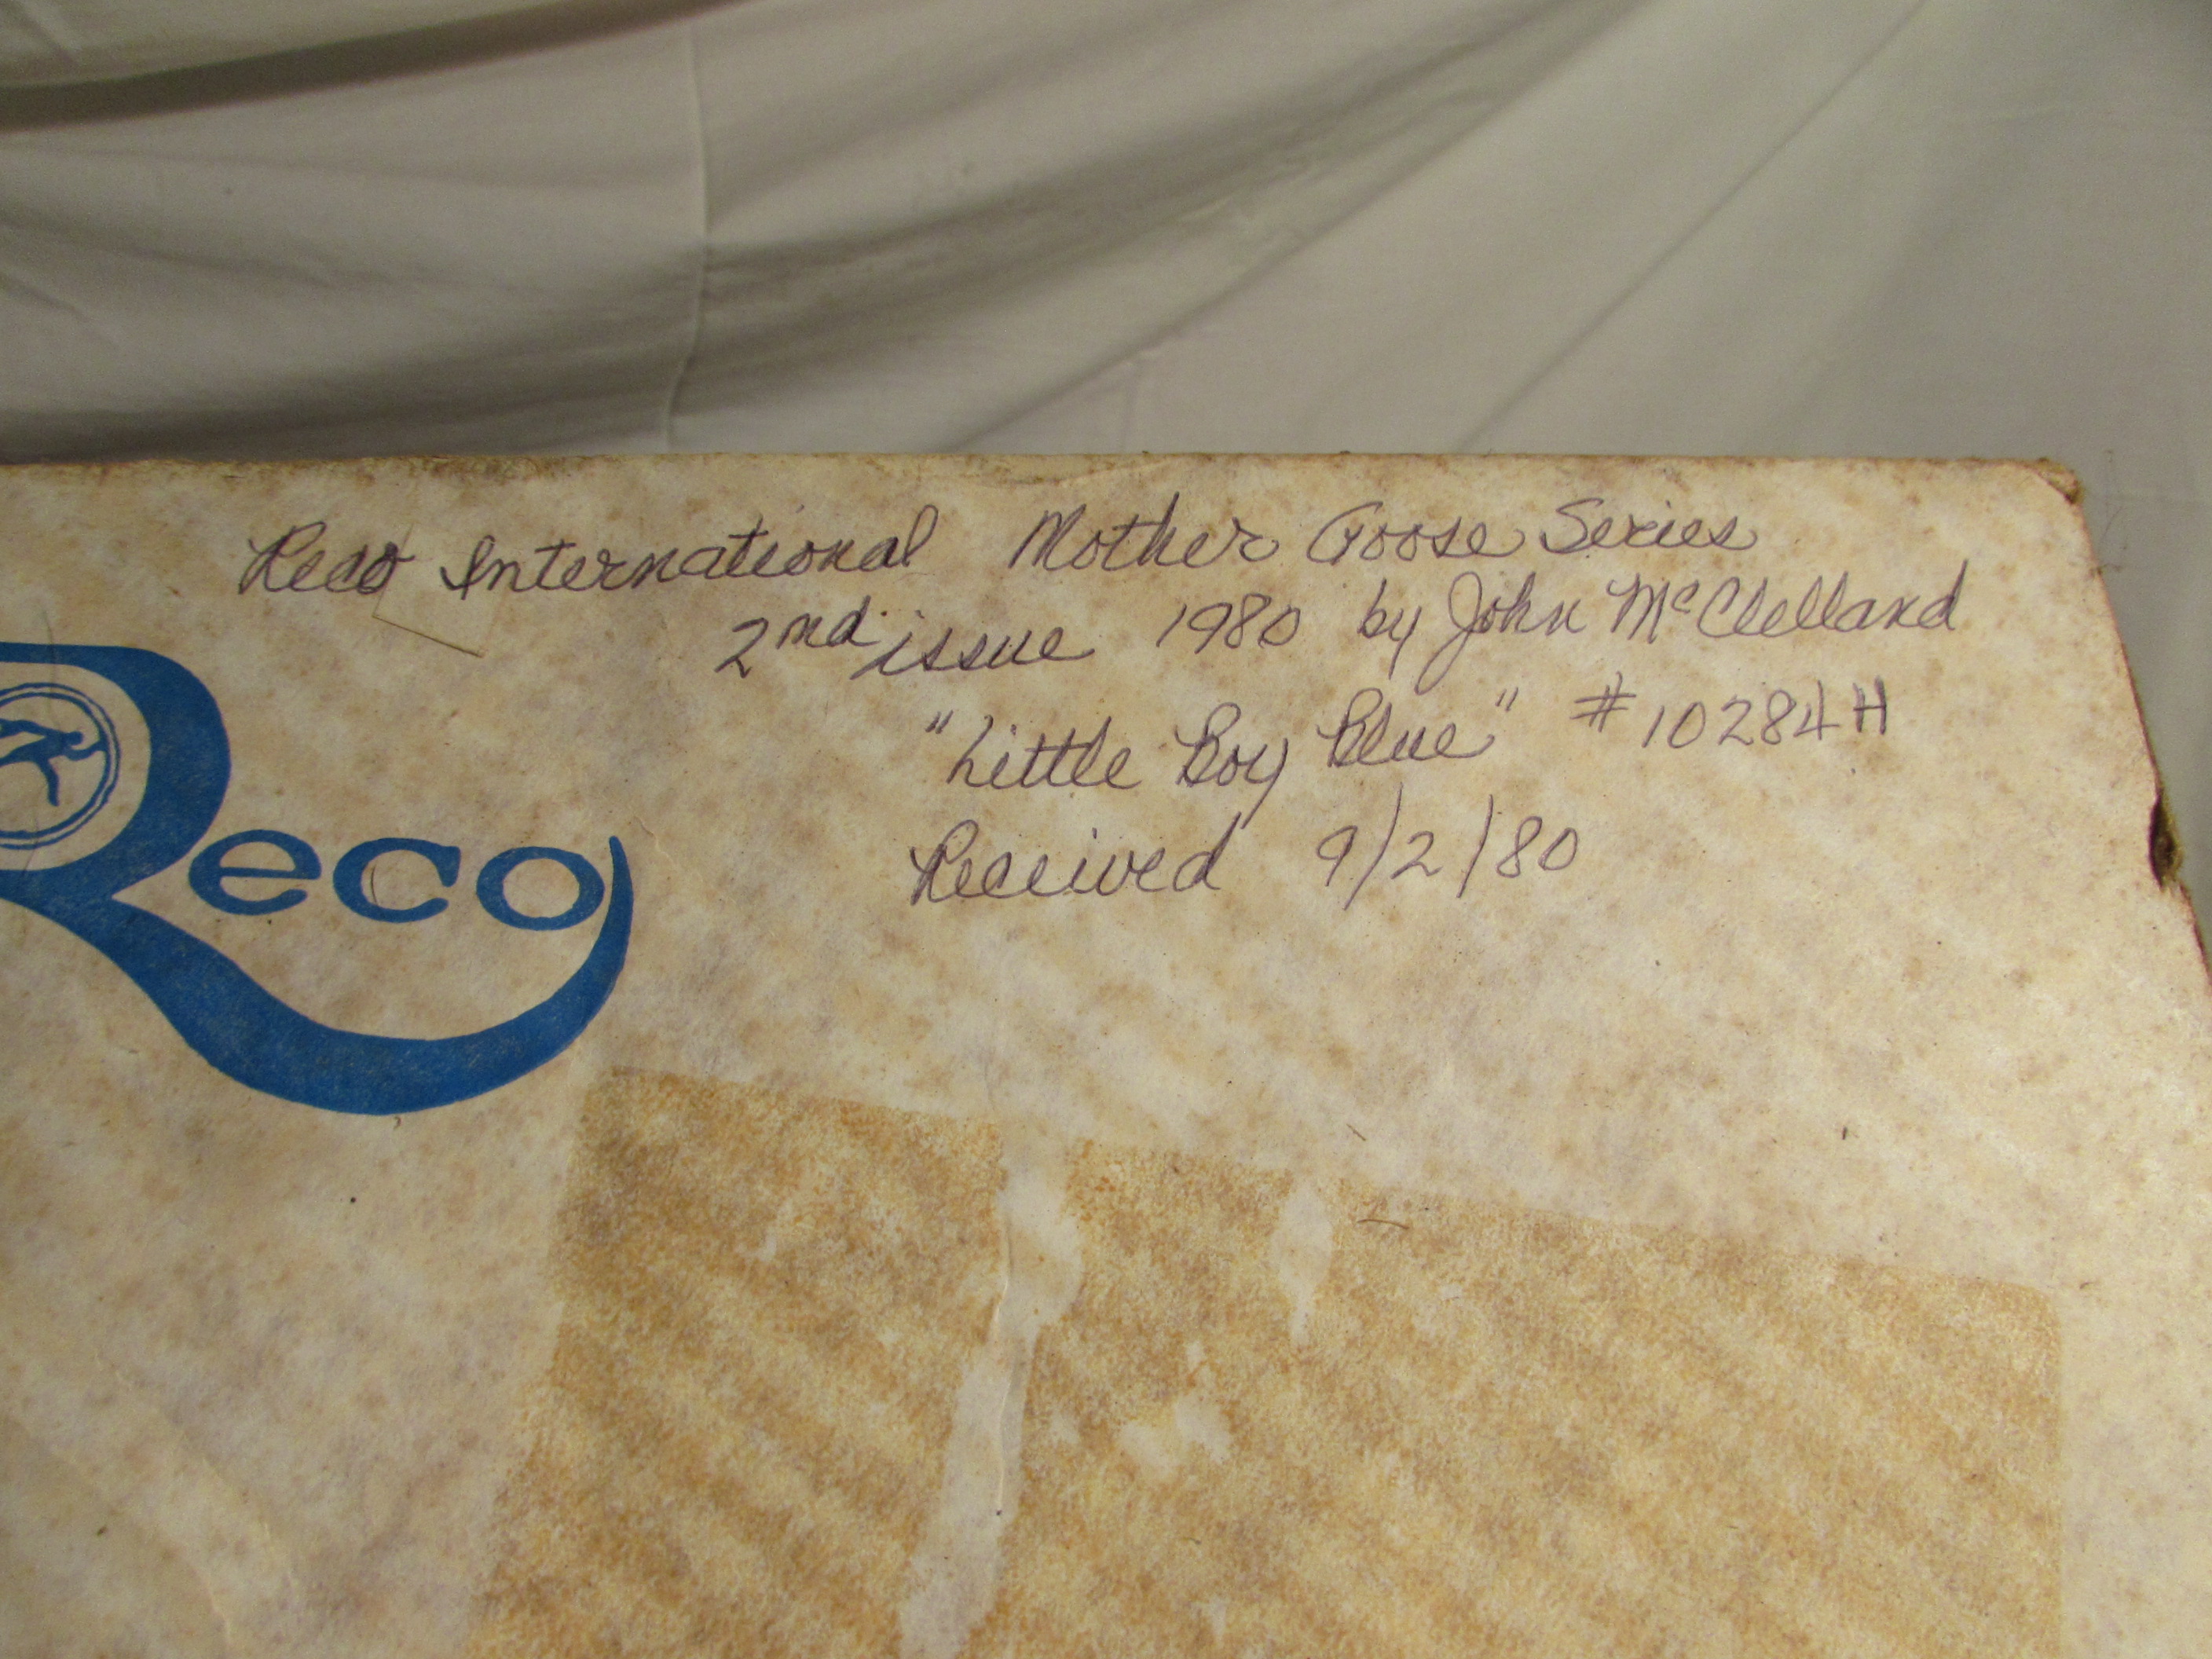 Reco International Mother Goose Series
2nd issue 1980 by John McClelland
"Little Boy Blue" #10284H
Received 9/2/80
Reco